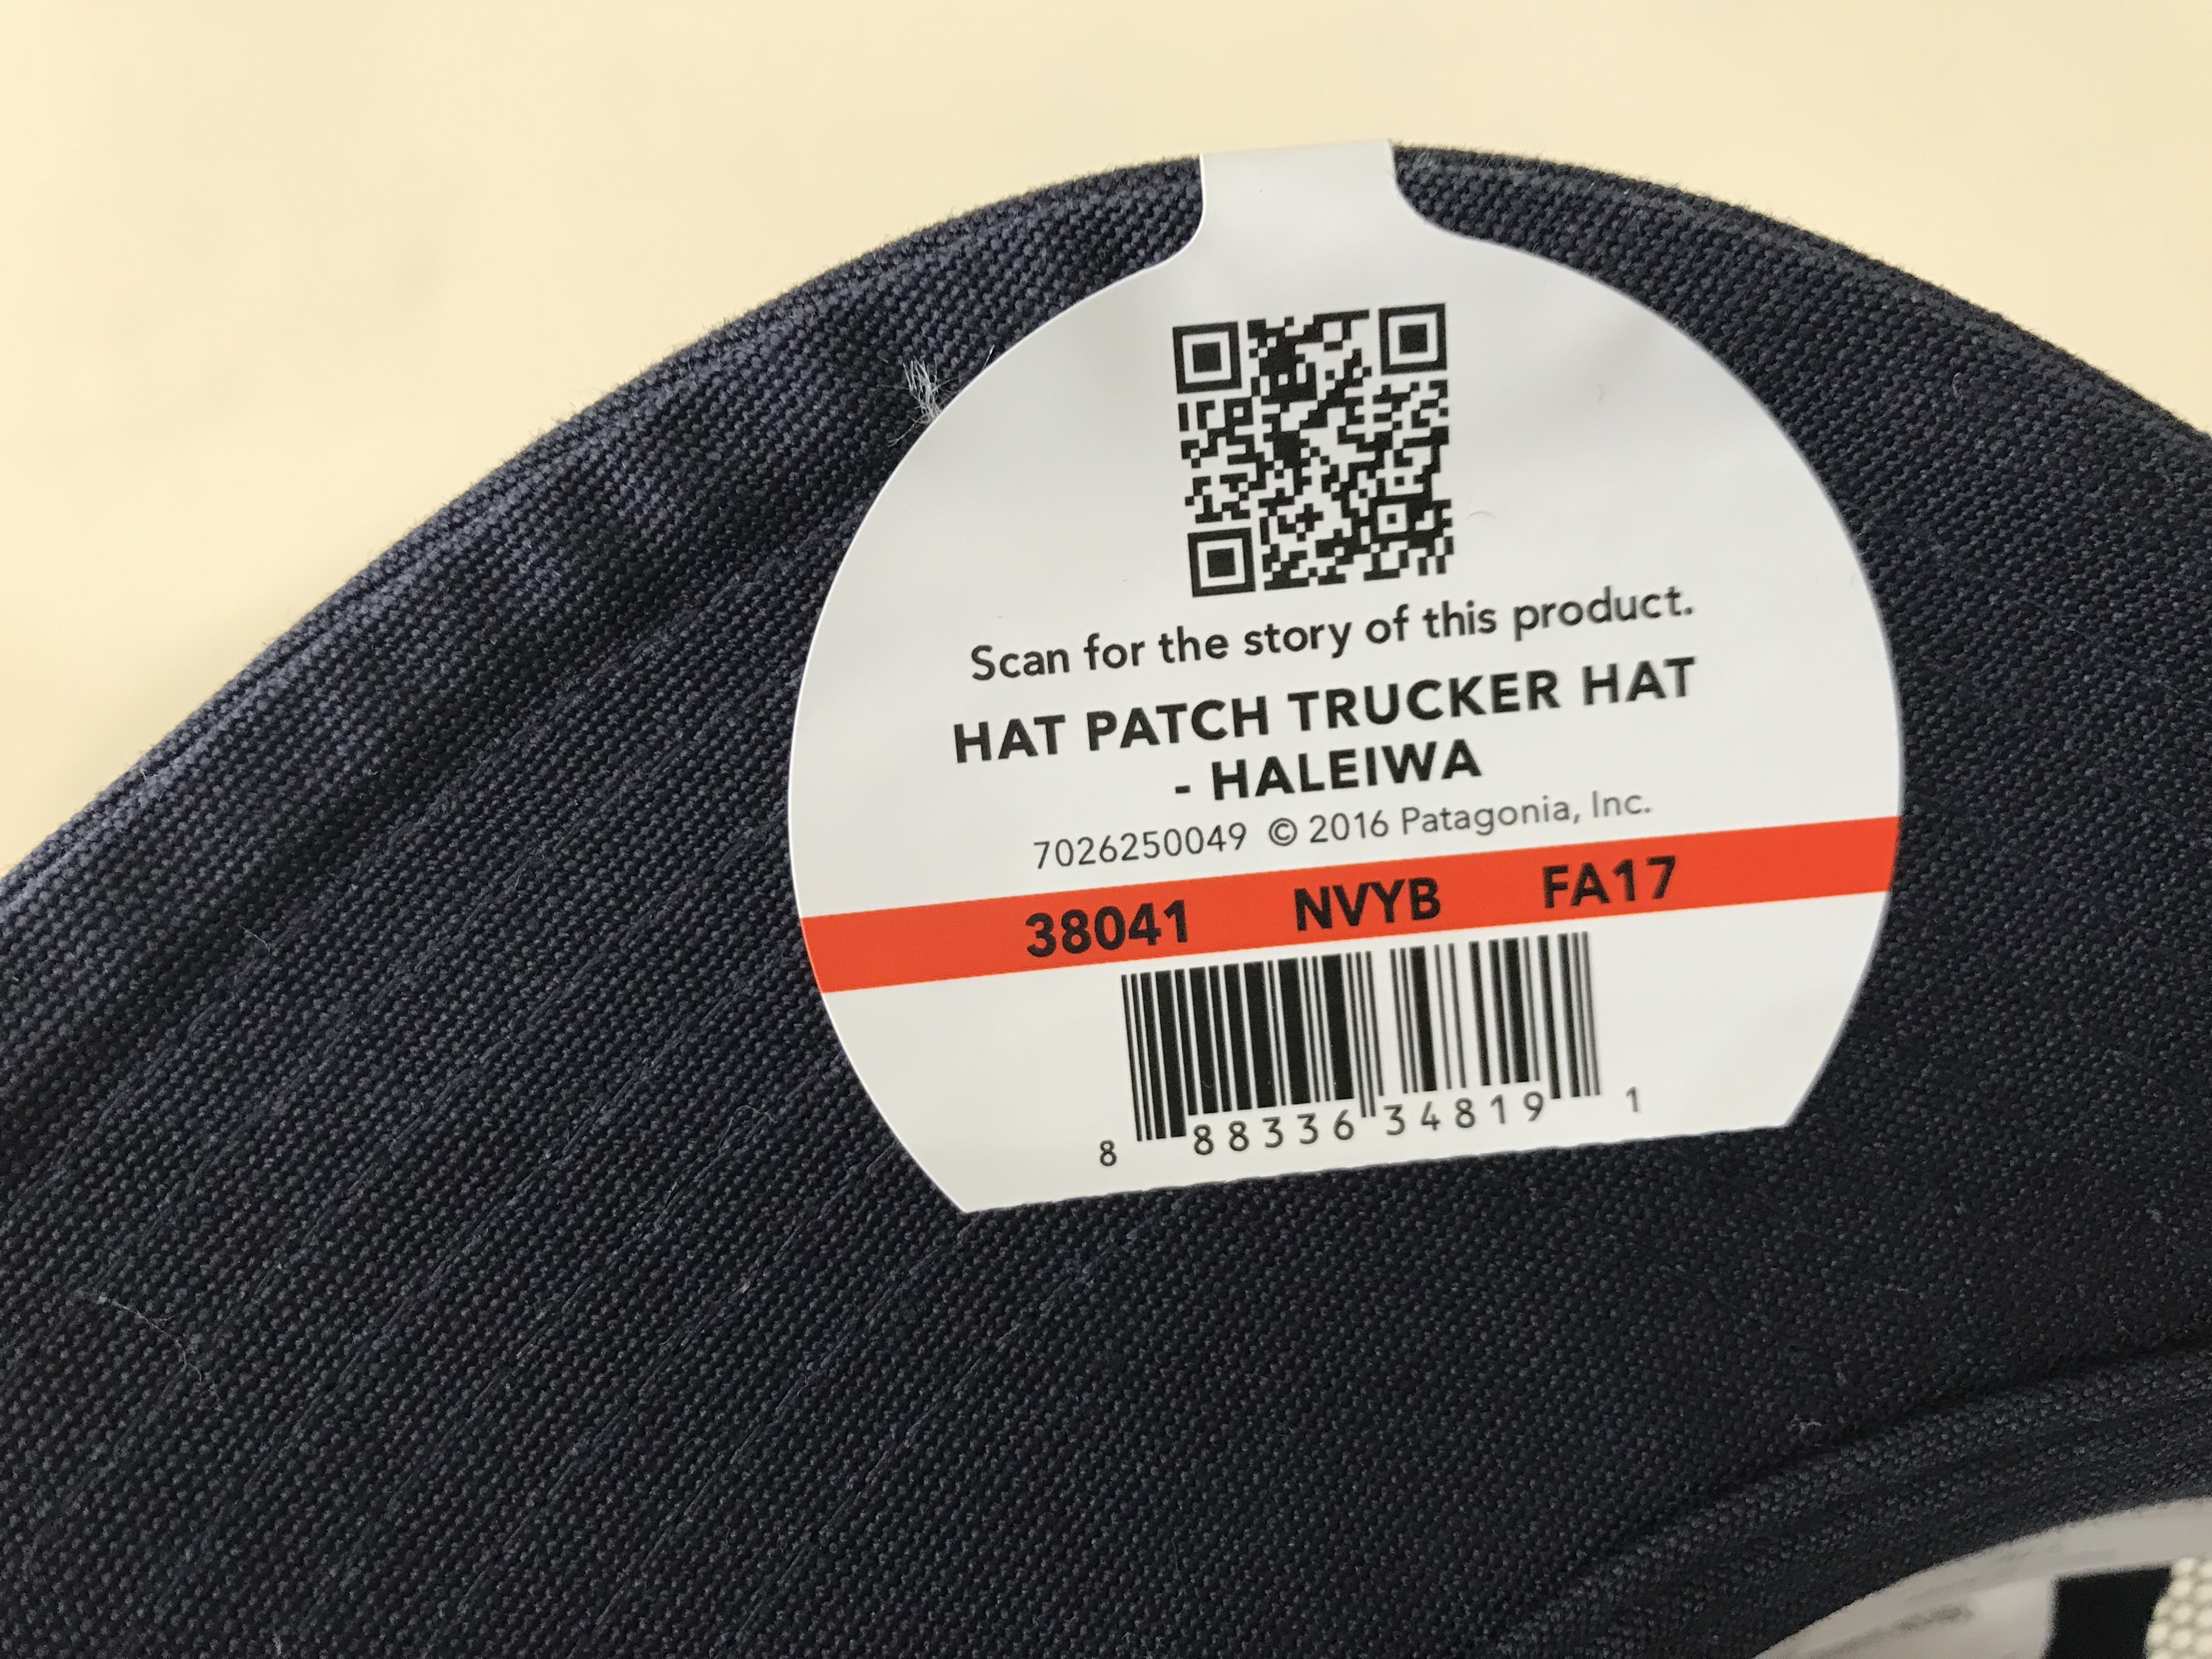 Scan for the story of this product.
HAT PATCH TRUCKER HAT
- HALEIWA
7026250049 © 2016 Patagonia, Inc.
38041 NVYB FA17
8 88336 34819 1